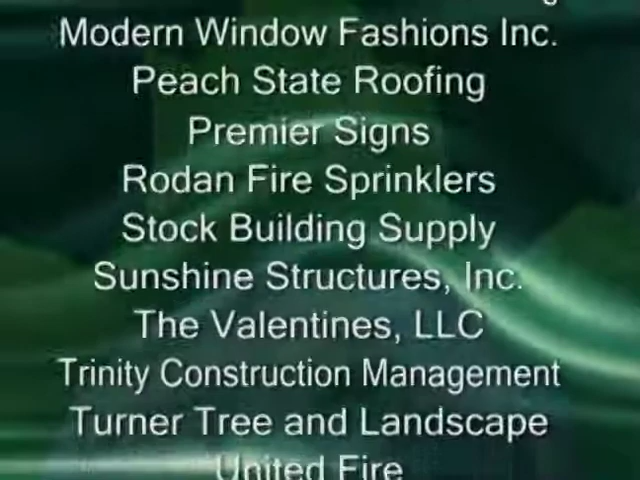 Modern Window Fashions Inc.
Peach State Roofing
Premier Signs
Rodan Fire Sprinklers
Stock Building Supply
Sunshine Structures, Inc.
The Valentines, LLC
Trinity Construction Management
Turner Tree and Landscape
United Fire